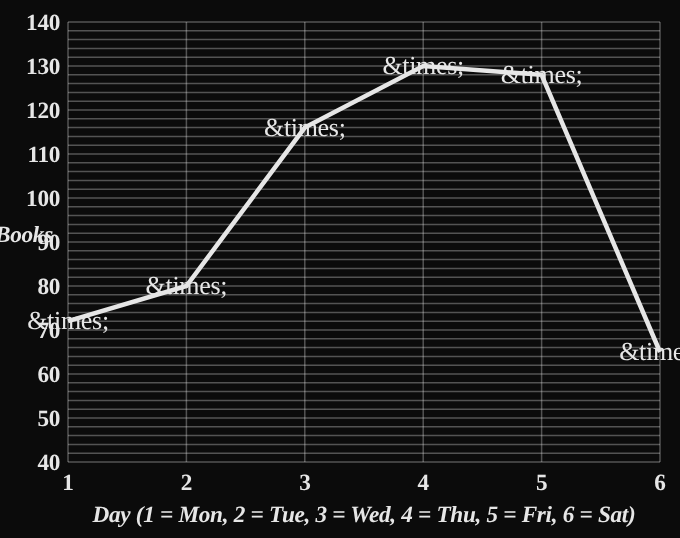 140
130
120
110
100
90
80
70
60
50
40
Books
&times;
&times;
&times;
&times;
&times;
&time
1 2 3 4 5 6
Day (1 = Mon, 2 = Tue, 3 = Wed, 4 = Thu, 5 = Fri, 6 = Sat)